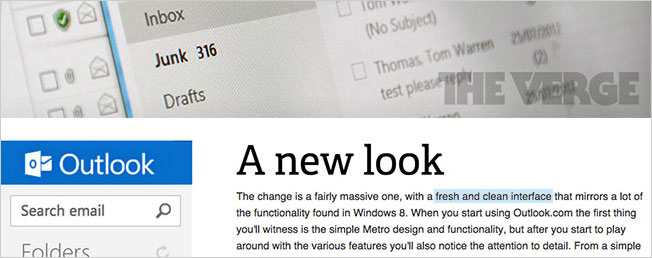 Inbox
(No Subject)
Junk 316
25/07/2012
Thomas, Tom Warren
(2)
Drafts
test please reply
THE VERGE
Outlook
A new look
The change is a fairly massive one, with a fresh and clean interface that mirrors a lot of
Search email
the functionality found in Windows 8. When you start using Outlook.com the first thing
you'll witness is the simple Metro design and functionality, but after you start to play
Folders
around with the various features you'll also notice the attention to detail. From a simple